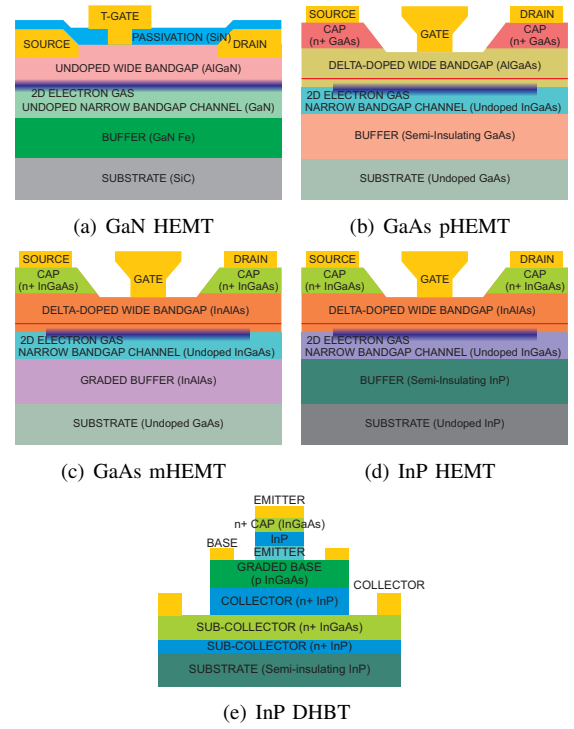 T-GATE
PASSIVATION (SiN)
SOURCE
DRAIN
UNDOPED WIDE BANDGAP (AlGaN)
2D ELECTRON GAS
UNDOPED NARROW BANDGAP CHANNEL (GaN)
BUFFER (GaN Fe)
SUBSTRATE (SiC)
(a) GaN HEMT
SOURCE
DRAIN
CAP
(n+ GaAs)
GATE
CAP
(n+ GaAs)
DELTA-DOPED WIDE BANDGAP (AlGaAs)
2D ELECTRON GAS
NARROW BANDGAP CHANNEL (Undoped InGaAs)
BUFFER (Semi-Insulating GaAs)
SUBSTRATE (Undoped GaAs)
(b) GaAs pHEMT
SOURCE
DRAIN
CAP
(n+ InGaAs)
GATE
CAP
(n+ InGaAs)
DELTA-DOPED WIDE BANDGAP (InAlAs)
2D ELECTRON GAS
NARROW BANDGAP CHANNEL (Undoped InGaAs)
GRADED BUFFER (InAlAs)
SUBSTRATE (Undoped GaAs)
(c) GaAs mHEMT
SOURCE
DRAIN
CAP
(n+ InGaAs)
GATE
CAP
(n+ InGaAs)
DELTA-DOPED WIDE BANDGAP (InAlAs)
2D ELECTRON GAS
NARROW BANDGAP CHANNEL (Undoped InGaAs)
BUFFER (Semi-Insulating InP)
SUBSTRATE (Undoped InP)
(d) InP HEMT
EMITTER
n+ CAP (InGaAs)
InP
BASE
EMITTER
GRADED BASE
(p InGaAs)
COLLECTOR
COLLECTOR (n+ InP)
SUB-COLLECTOR (n+ InGaAs)
SUB-COLLECTOR (n+ InP)
SUBSTRATE (Semi-insulating InP)
(e) InP DHBT